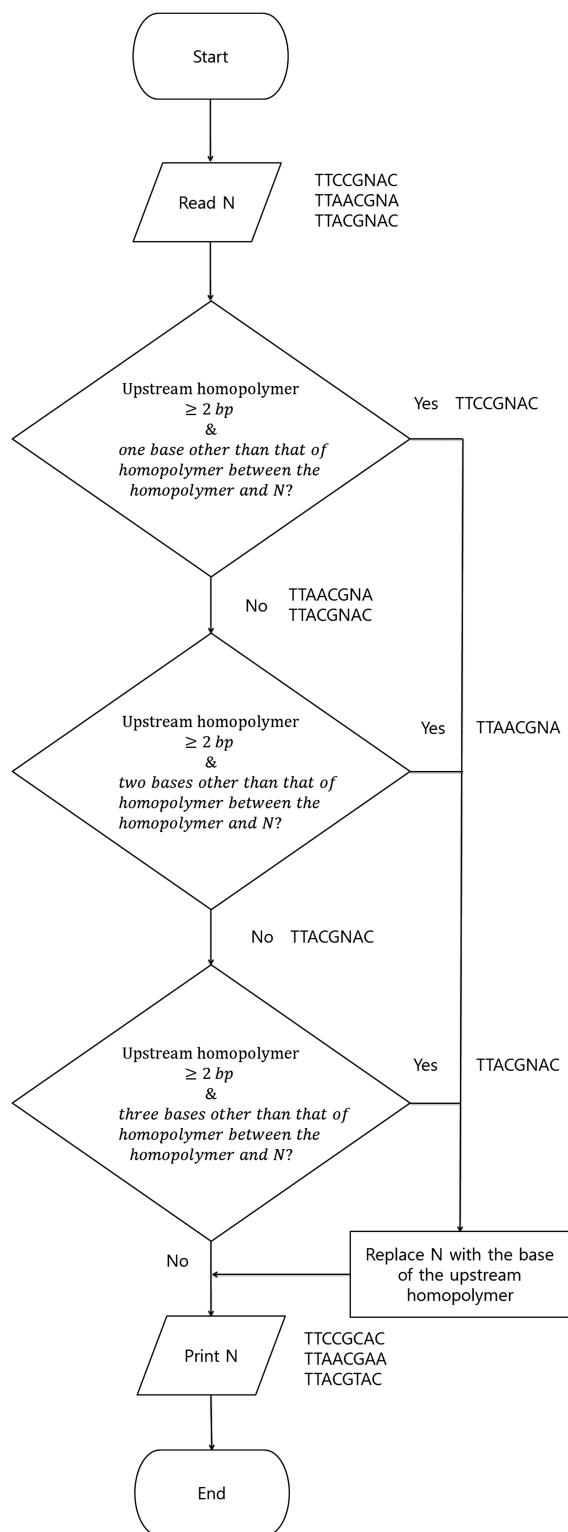 Start
Read N
TTCCGNAC
TTAACGNA
TTACGNAC
Upstream homopolymer
≥ 2 bp
&
one base other than that of
homopolymer between the
homopolymer and N?
Yes TTCCGNAC
No
TTAACGNA
TTACGNAC
Upstream homopolymer
≥ 2 bp
&
two bases other than that of
homopolymer between the
homopolymer and N?
Yes TTAACGNA
No TTACGNAC
Upstream homopolymer
≥ 2 bp
&
three bases other than that of
homopolymer between the
homopolymer and N?
Yes TTACGNAC
No
Replace N with the base
of the upstream
homopolymer
Print N
TTCCGCAC
TTAACGAA
TTACGTAC
End